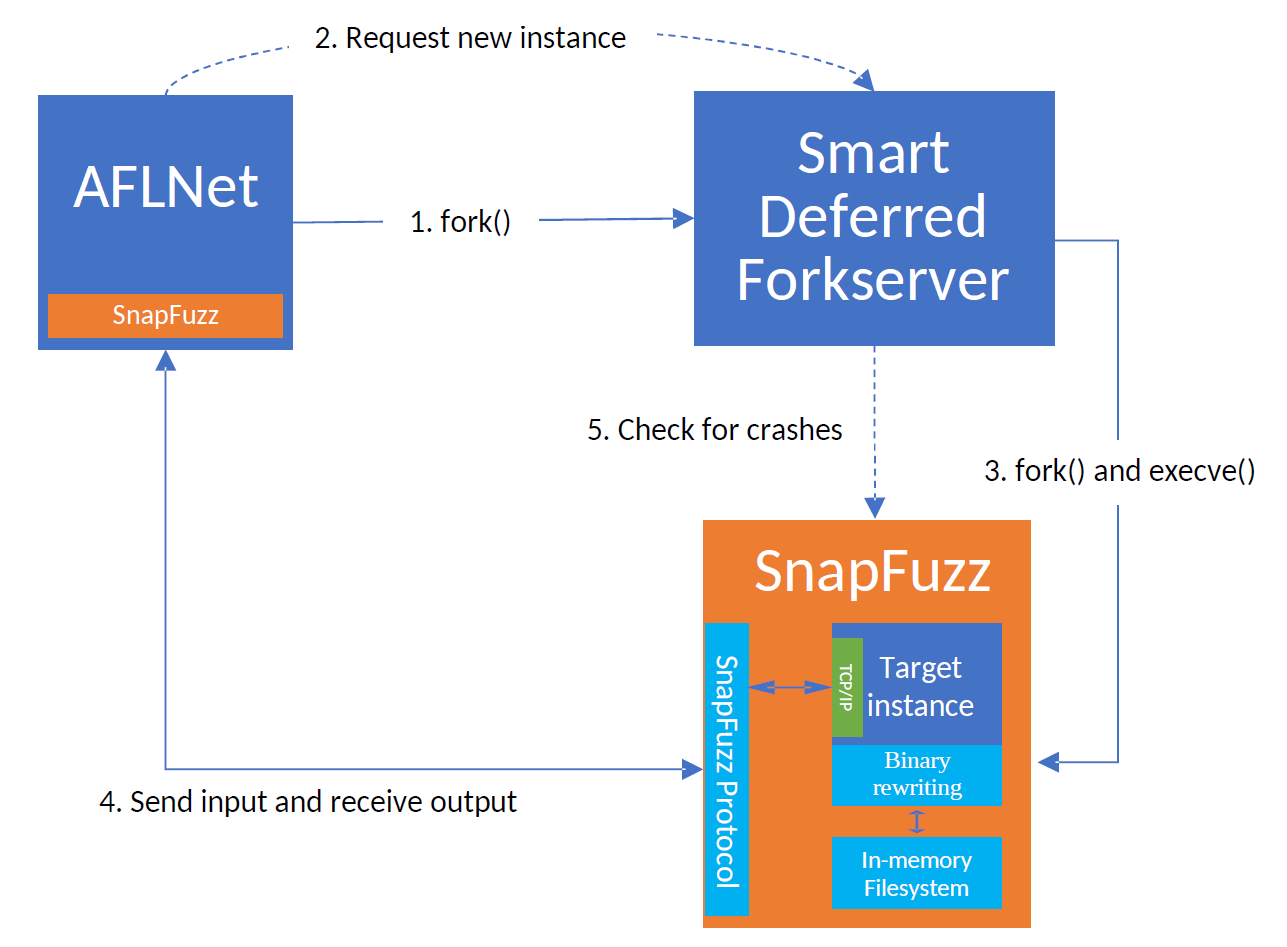 2. Request new instance
AFLNet
1. fork()
SnapFuzz
Smart
Deferred
Forkserver
5. Check for crashes
3. fork() and execve()
SnapFuzz
SnapFuzz Protocol
TCP/IP
Target
instance
Binary
rewriting
In-memory
Filesystem
4. Send input and receive output